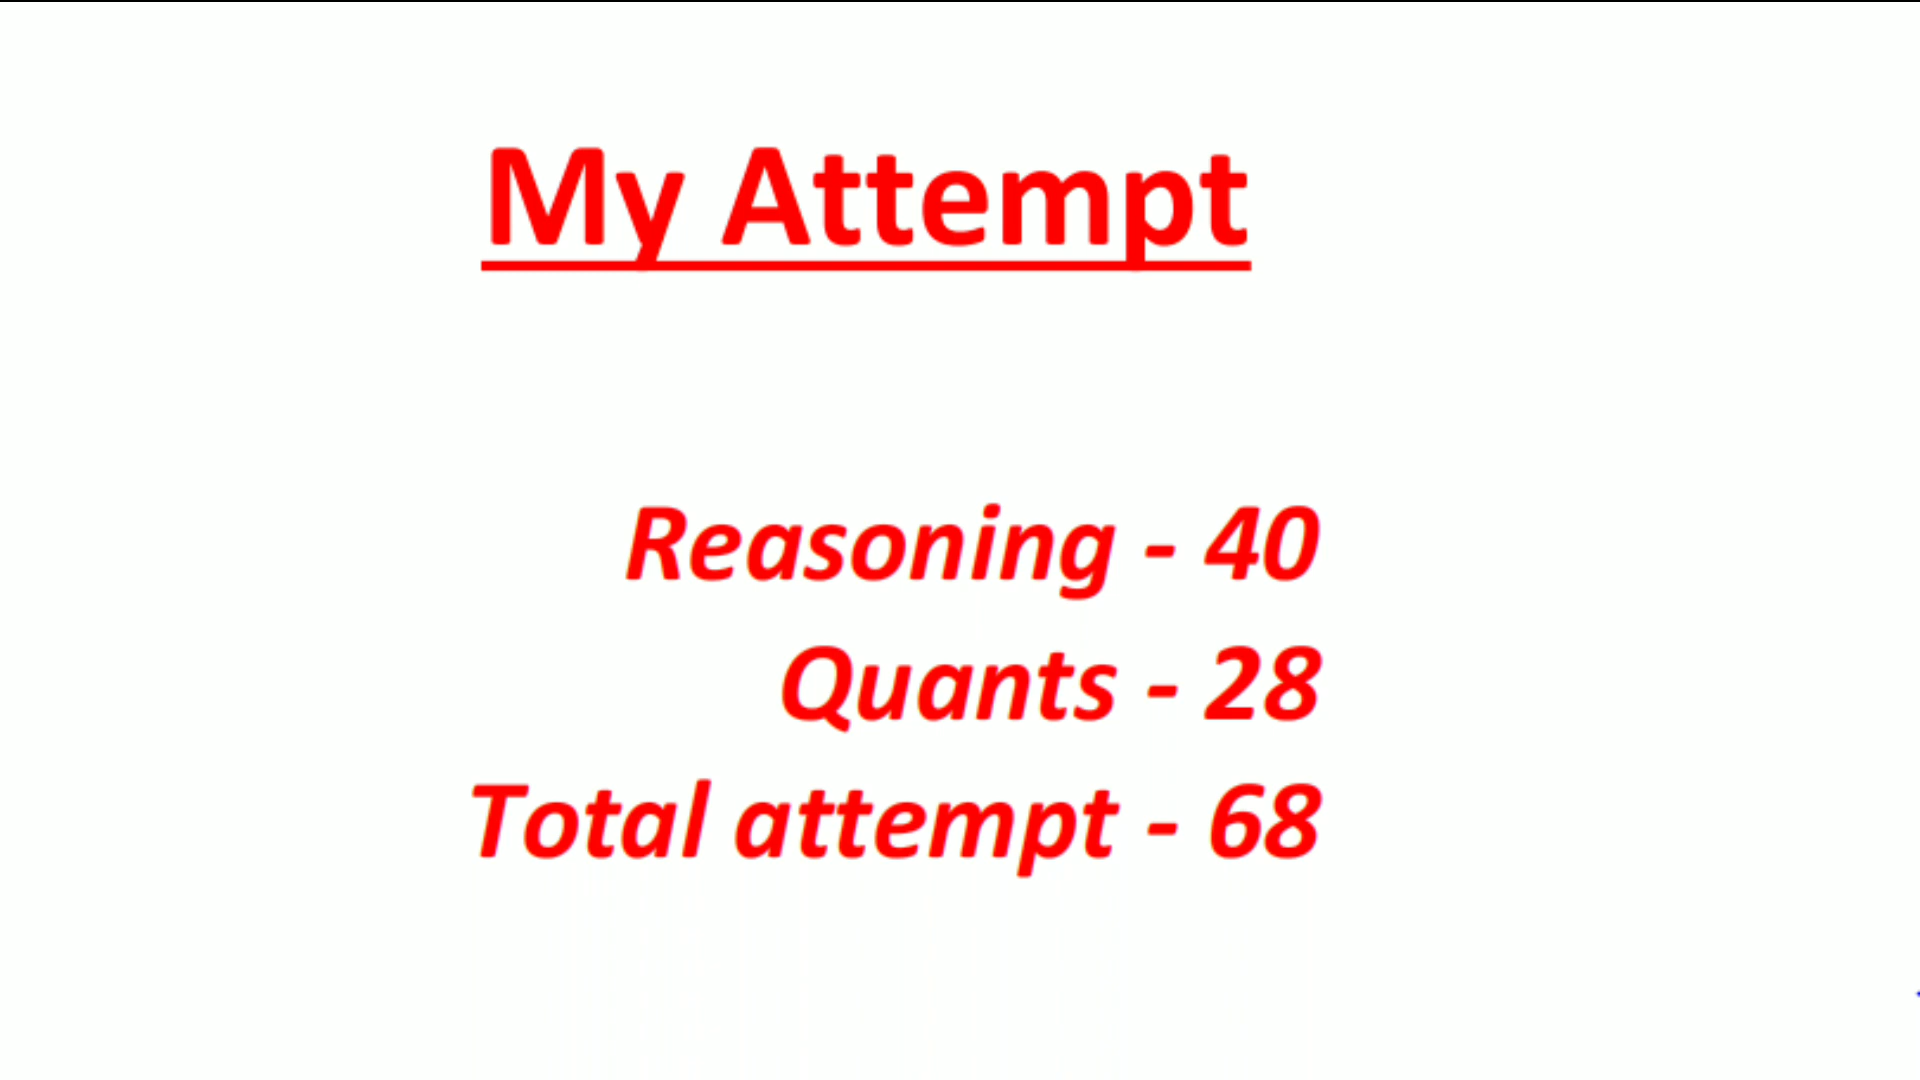 My Attempt
Reasoning - 40
Quants - 28
Total attempt - 68